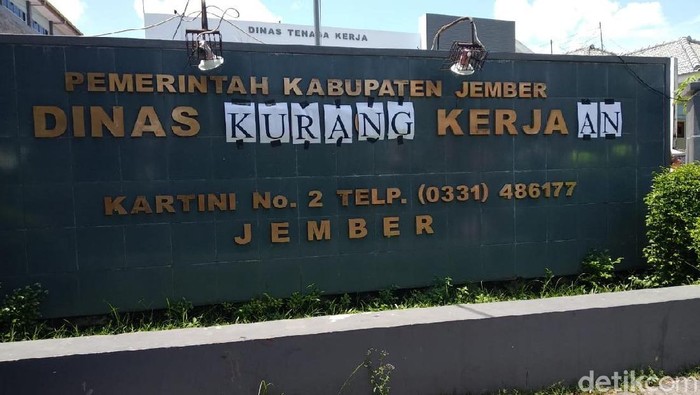 DINAS TENAGA KERJA
PEMERINTAH KABUPATEN JEMBER
DINAS KURANG KERJAAN
KARTINI No. 2 TELP. (0331) 486177
JEMBER
detikcom